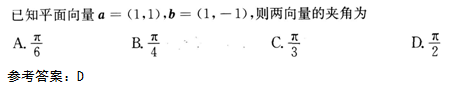 已知平面向量 a = (1,1),b = (1,-1),则两向量的夹角为
A. π/6 B. π/4 C. π/3 D. π/2
参考答案：D